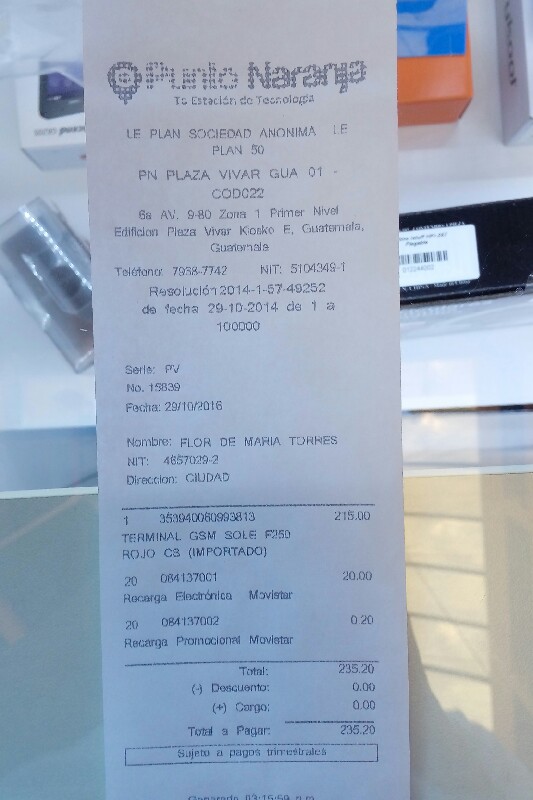 Punto Naranja
Tu Estación de Tecnología
LE PLAN SOCIEDAD ANONIMA LE
PLAN 50
PN PLAZA VIVAR GUA 01 -
COD022
6a AV. 9-80 Zona 1 Primer Nivel
Edificion Plaza Vivar Kiosko E, Guatemala,
Guatemala
Teléfono: 7938-7742 NIT: 5104349-1
Resolución 2014-1-57-49252
de fecha 29-10-2014 de 1 a
100000
Serie: PV
No. 15839
Fecha: 29/10/2016
Nombre: FLOR DE MARIA TORRES
NIT: 4657029-2
Direccion: CIUDAD
1 353940060993813 215.00
TERMINAL GSM SOLE F250
ROJO CS (IMPORTADO)
20 084137001 20.00
Recarga Electrónica Movistar
20 084137002 0.20
Recarga Promocional Movistar
Total: 235.20
(-) Descuento: 0.00
(+) Cargo: 0.00
Total a Pagar: 235.20
Sujeto a pagos trimestrales